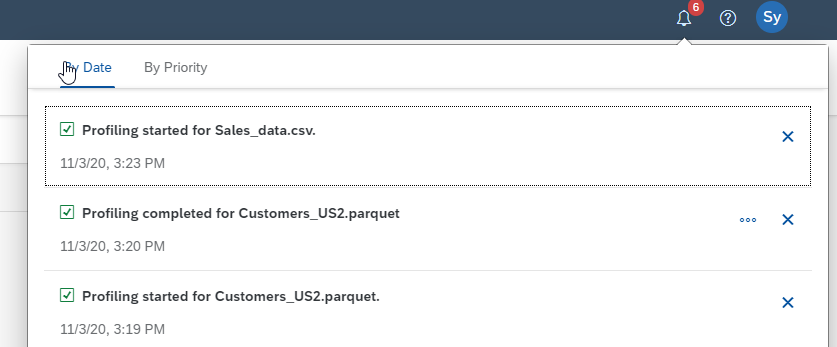 6
Sy
By Date
By Priority
Profiling started for Sales_data.csv.
11/3/20, 3:23 PM
Profiling completed for Customers_US2.parquet
11/3/20, 3:20 PM
Profiling started for Customers_US2.parquet.
11/3/20, 3:19 PM